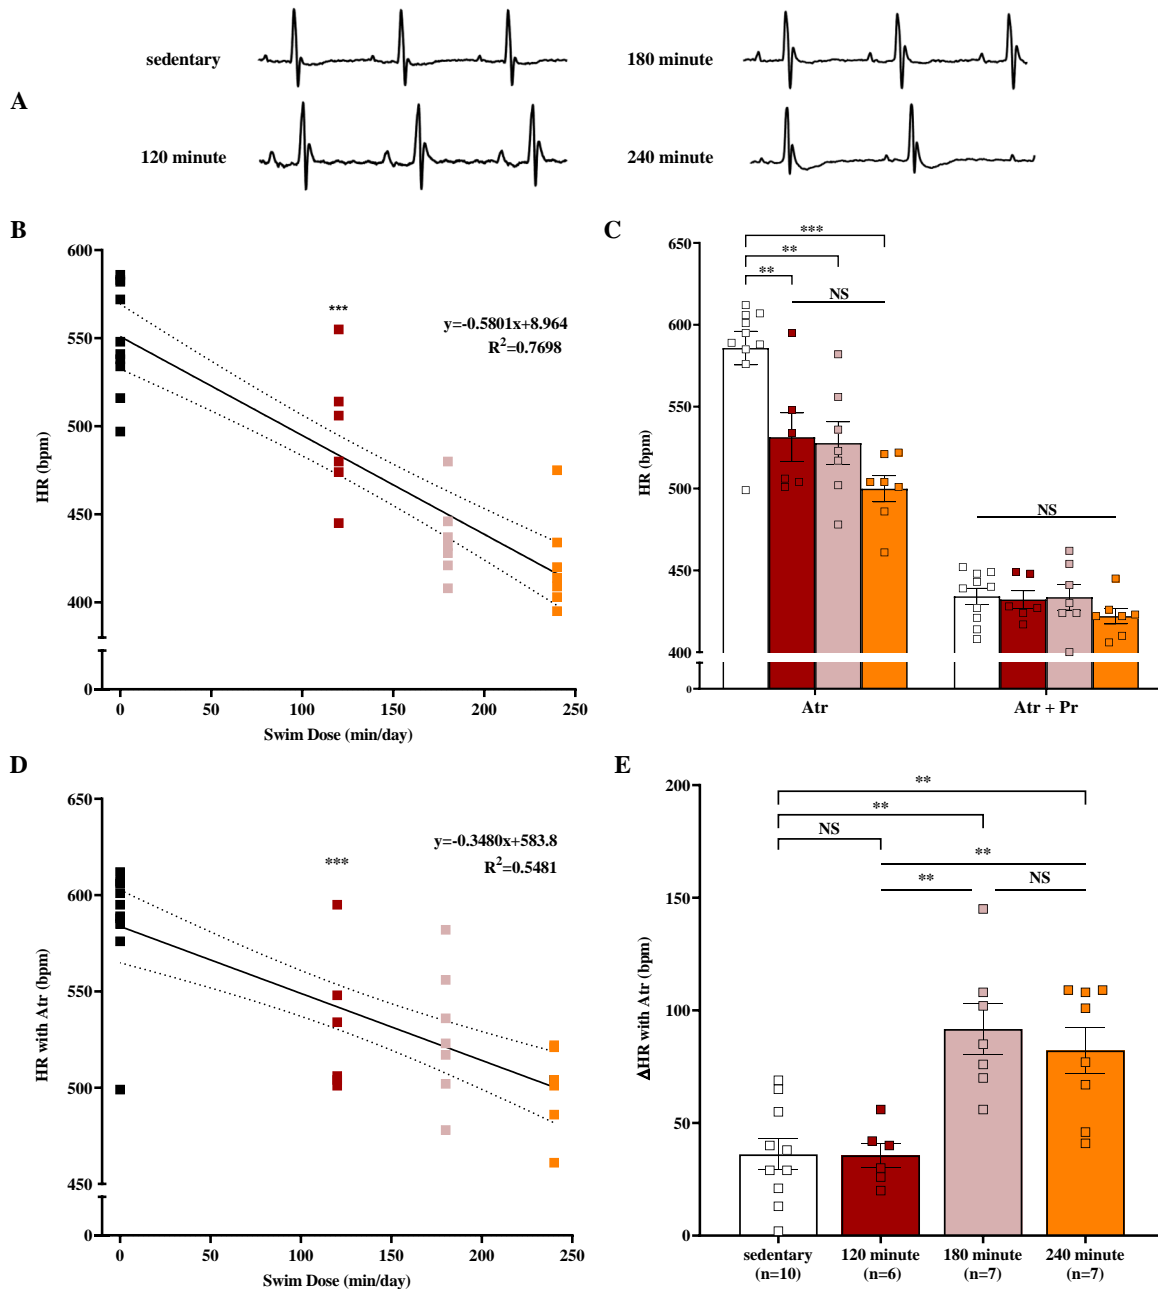 A
sedentary
180 minute
120 minute
240 minute
B
600
550
500
450
400
0
HR (bpm)
***
y=-0.5801x+8.964
R²=0.7698
0 50 100 150 200 250
Swim Dose (min/day)
C
650
600
550
500
450
400
0
HR (bpm)
***
**
**
NS
NS
Atr
Atr + Pr
D
650
600
550
500
450
0
HR with Atr (bpm)
***
y=-0.3480x+583.8
R²=0.5481
0 50 100 150 200 250
Swim Dose (min/day)
E
200
150
100
50
0
ΔHR with Atr (bpm)
**
**
NS
**
**
NS
sedentary 120 minute 180 minute 240 minute
(n=10) (n=6) (n=7) (n=7)